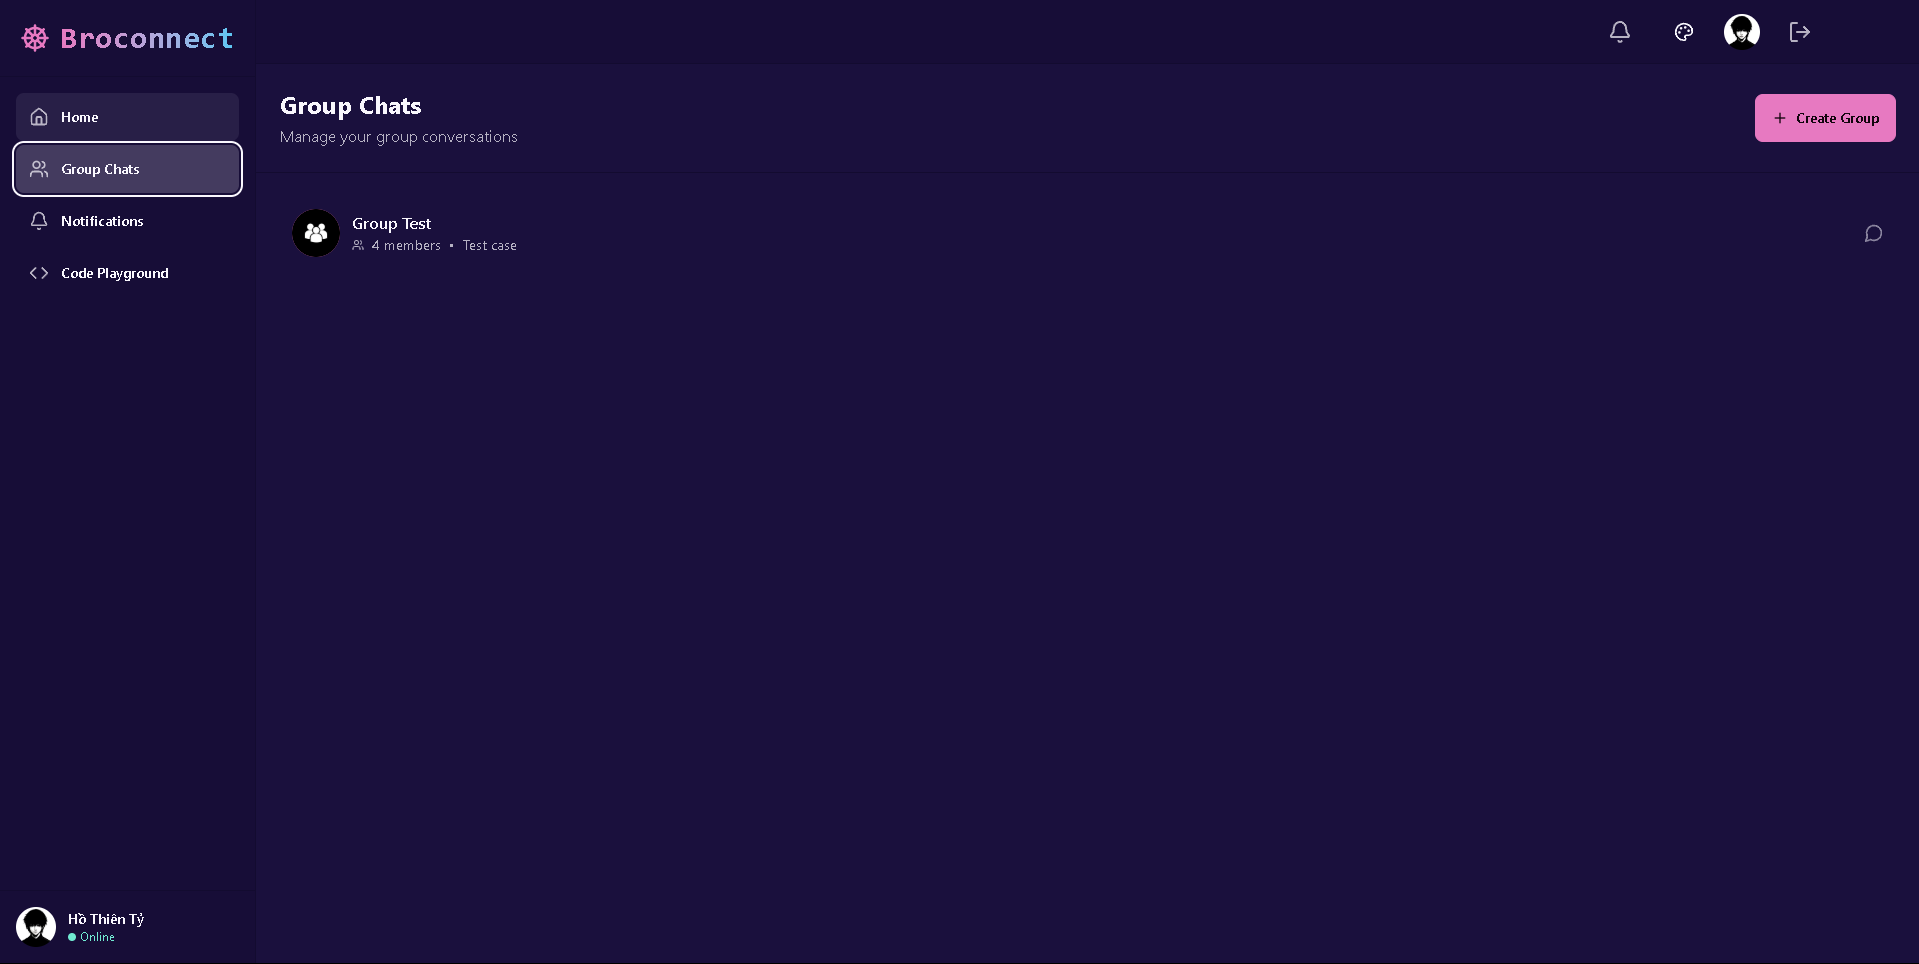 Broconnect
Home
Group Chats
Notifications
Code Playground
Group Chats
Manage your group conversations
Create Group
Group Test
4 members • Test case
Hồ Thiên Tỷ
Online